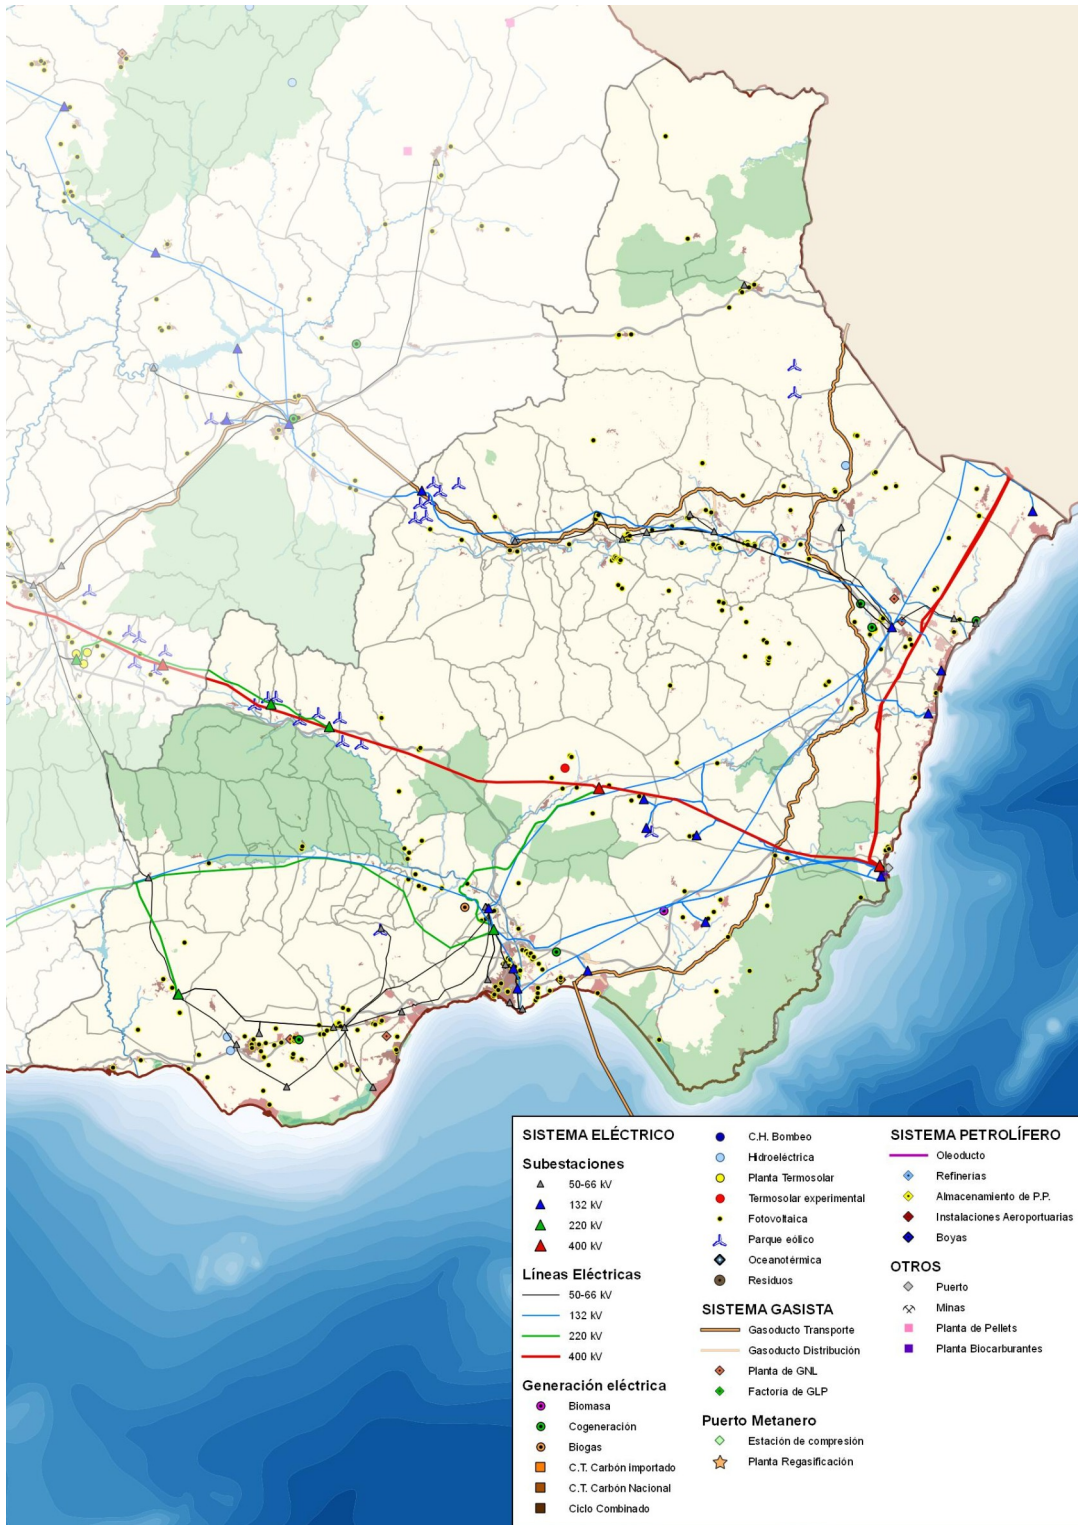 SISTEMA ELÉCTRICO
Subestaciones
50-66 kV
132 kV
220 kV
400 kV
Líneas Eléctricas
50-66 kV
132 kV
220 kV
400 kV
Generación eléctrica
Biomasa
Cogeneración
Biogas
C.T. Carbón importado
C.T. Carbón Nacional
Ciclo Combinado
C.H. Bombeo
Hidroeléctrica
Planta Termosolar
Termosolar experimental
Fotovoltaica
Parque eólico
Oceanotérmica
Residuos
SISTEMA GASISTA
Gasoducto Transporte
Gasoducto Distribución
Planta de GNL
Factoría de GLP
Puerto Metanero
Estación de compresión
Planta Regasificación
SISTEMA PETROLÍFERO
Oleoducto
Refinerías
Almacenamiento de P.P.
Instalaciones Aeroportuarias
Boyas
OTROS
Puerto
Minas
Planta de Pellets
Planta Biocarburantes